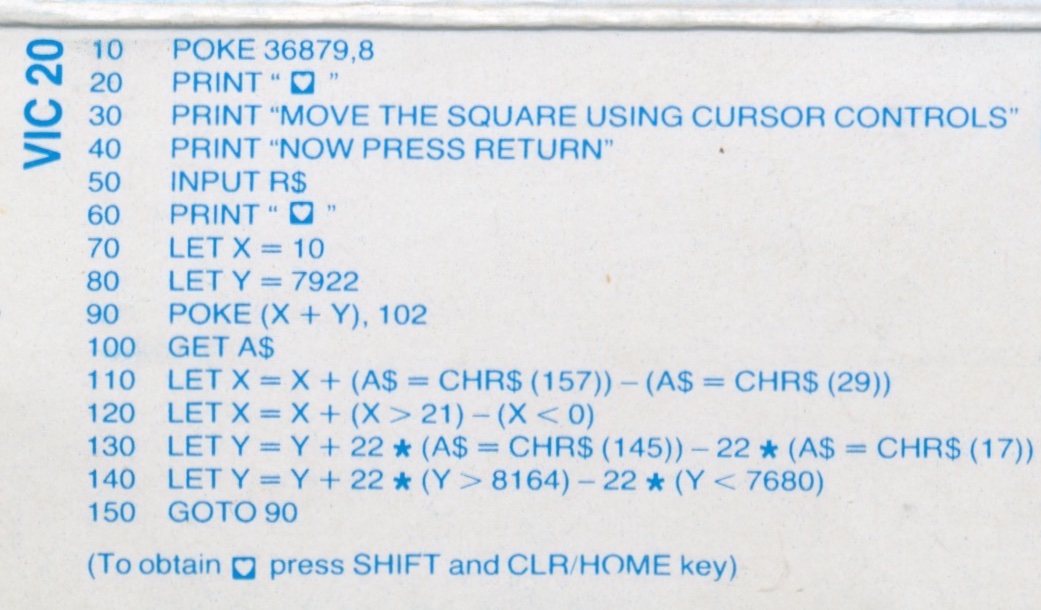 VIC 20
10 POKE 36879,8
20 PRINT “ ♥ ”
30 PRINT “MOVE THE SQUARE USING CURSOR CONTROLS”
40 PRINT “NOW PRESS RETURN”
50 INPUT R$
60 PRINT “ ♥ ”
70 LET X = 10
80 LET Y = 7922
90 POKE (X + Y), 102
100 GET A$
110 LET X = X + (A$ = CHR$ (157)) – (A$ = CHR$ (29))
120 LET X = X + (X > 21) – (X < 0)
130 LET Y = Y + 22 ★ (A$ = CHR$ (145)) – 22 ★ (A$ = CHR$ (17))
140 LET Y = Y + 22 ★ (Y > 8164) – 22 ★ (Y < 7680)
150 GOTO 90
(To obtain ♥ press SHIFT and CLR/HOME key)